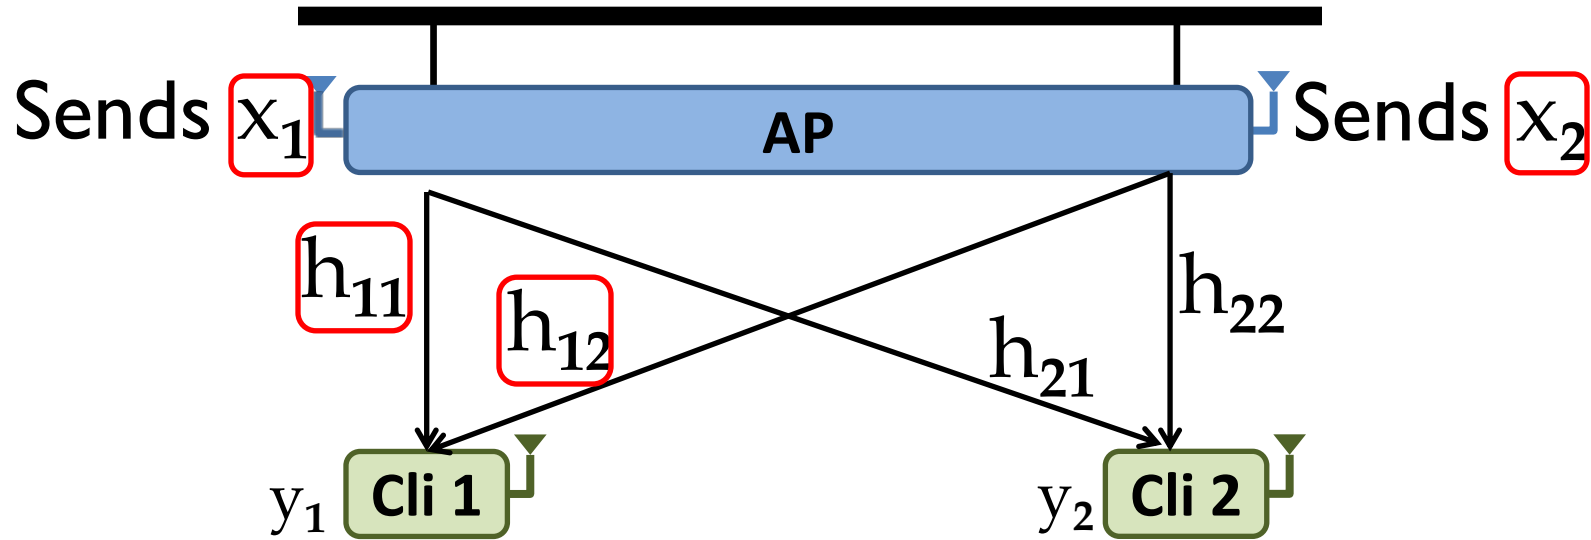 Sends x₁
AP
Sends x₂
h₁₁
h₁₂
h₂₁
h₂₂
y₁
Cli 1
y₂
Cli 2